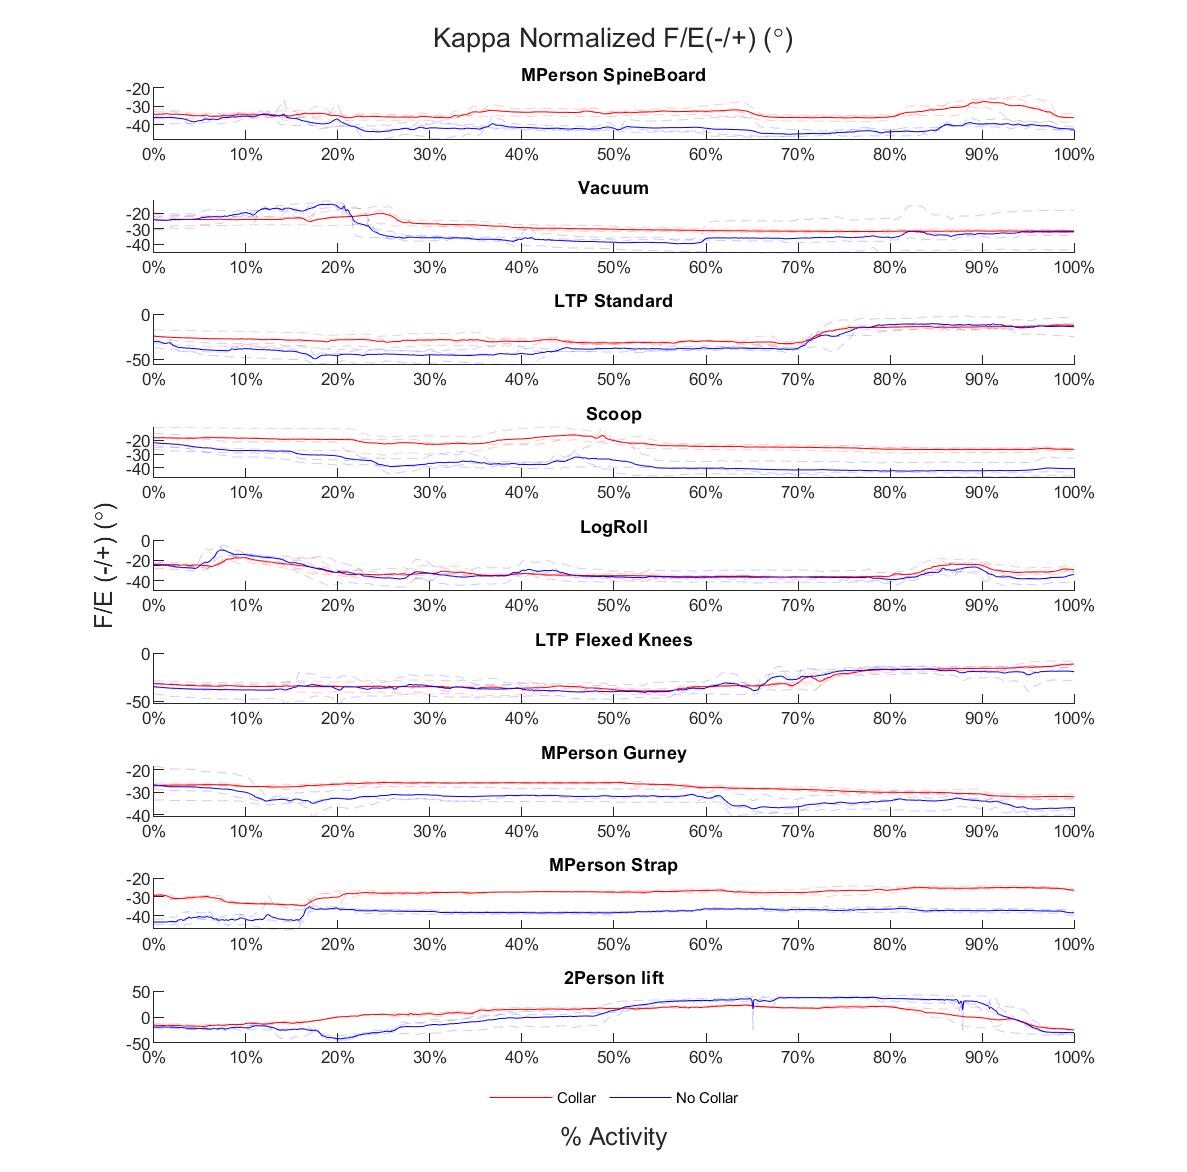 Kappa Normalized F/E(-/+) (°)
MPerson SpineBoard
-20
-30
-40
0% 10% 20% 30% 40% 50% 60% 70% 80% 90% 100%
Vacuum
-20
-30
-40
0% 10% 20% 30% 40% 50% 60% 70% 80% 90% 100%
LTP Standard
0
-50
0% 10% 20% 30% 40% 50% 60% 70% 80% 90% 100%
Scoop
-20
-30
-40
0% 10% 20% 30% 40% 50% 60% 70% 80% 90% 100%
LogRoll
0
-20
-40
0% 10% 20% 30% 40% 50% 60% 70% 80% 90% 100%
F/E (-/+) (°)
LTP Flexed Knees
0
-50
0% 10% 20% 30% 40% 50% 60% 70% 80% 90% 100%
MPerson Gurney
-20
-30
-40
0% 10% 20% 30% 40% 50% 60% 70% 80% 90% 100%
MPerson Strap
-20
-30
-40
0% 10% 20% 30% 40% 50% 60% 70% 80% 90% 100%
2Person lift
50
0
-50
0% 10% 20% 30% 40% 50% 60% 70% 80% 90% 100%
Collar No Collar
% Activity